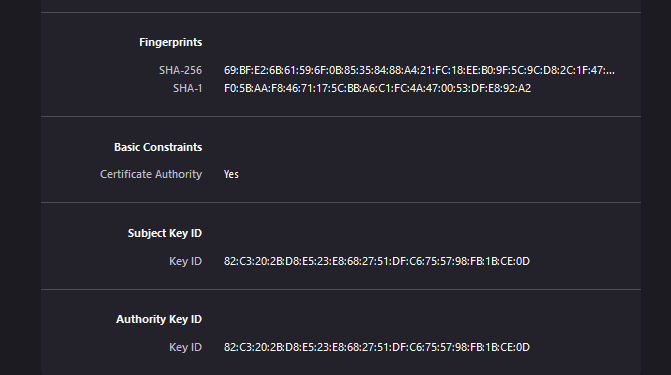 Fingerprints
SHA-256 69:BF:E2:6B:61:59:6F:0B:85:35:84:88:A4:21:FC:18:EE:B0:9F:5C:9C:D8:2C:1F:47:...
SHA-1 F0:5B:AA:F8:46:71:17:5C:BB:A6:C1:FC:4A:47:00:53:DF:E8:92:A2
Basic Constraints
Certificate Authority Yes
Subject Key ID
Key ID 82:C3:20:2B:D8:E5:23:E8:68:27:51:DF:C6:75:57:98:FB:1B:CE:0D
Authority Key ID
Key ID 82:C3:20:2B:D8:E5:23:E8:68:27:51:DF:C6:75:57:98:FB:1B:CE:0D